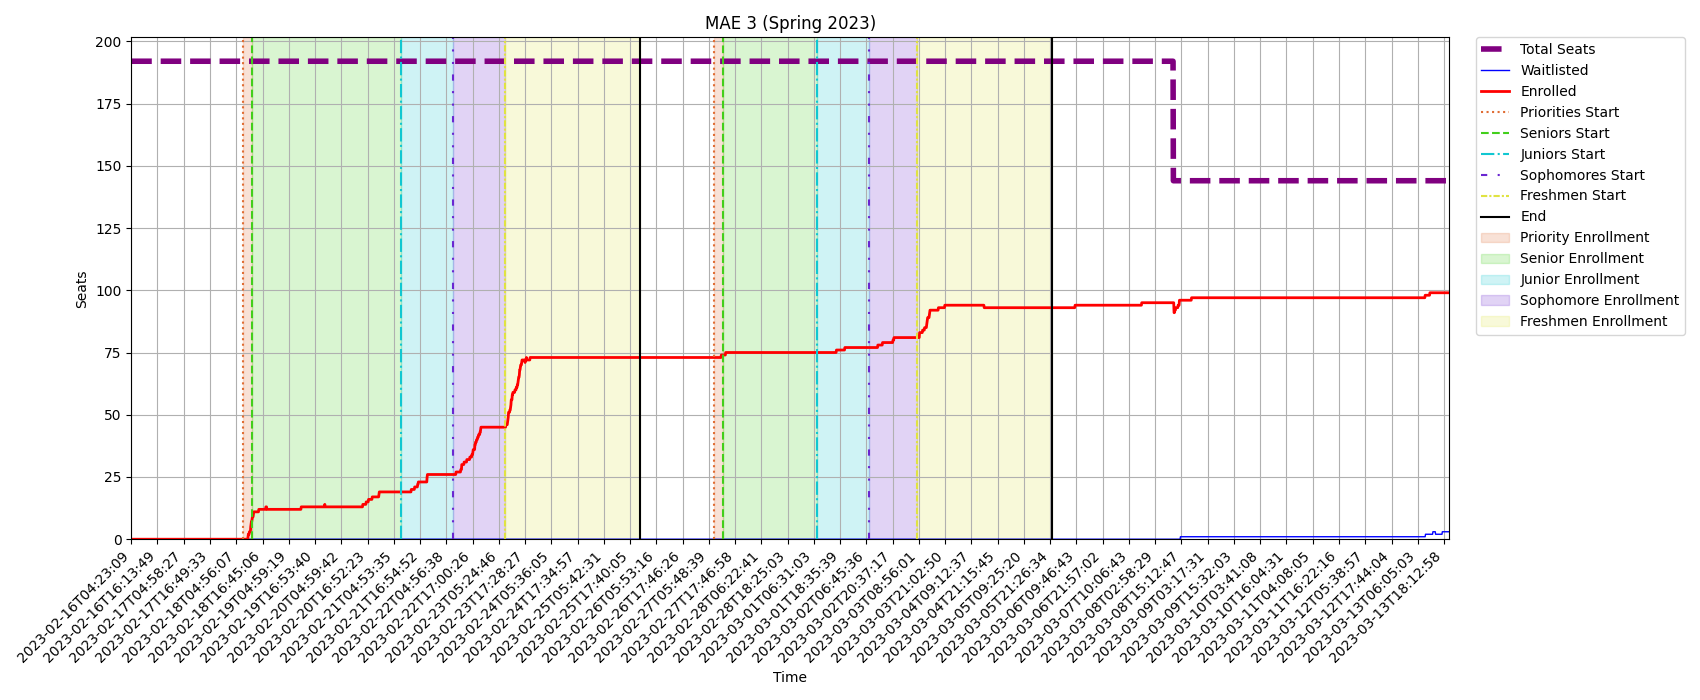 MAE 3 (Spring 2023)
200
175
150
125
100
75
50
25
0
Seats
2023-02-16T04:23:09
2023-02-16T16:13:49
2023-02-17T04:58:27
2023-02-17T16:49:33
2023-02-18T04:56:07
2023-02-18T16:45:06
2023-02-19T04:59:19
2023-02-19T16:53:40
2023-02-20T04:59:42
2023-02-20T16:52:23
2023-02-21T04:53:35
2023-02-21T16:54:52
2023-02-22T04:56:38
2023-02-22T17:00:26
2023-02-23T05:24:46
2023-02-23T17:28:27
2023-02-24T05:36:05
2023-02-24T17:34:57
2023-02-25T05:42:31
2023-02-25T17:40:05
2023-02-26T05:53:16
2023-02-26T17:46:26
2023-02-27T05:48:39
2023-02-27T17:46:58
2023-02-28T06:22:41
2023-02-28T18:25:03
2023-03-01T06:31:03
2023-03-01T18:35:39
2023-03-02T06:45:36
2023-03-02T20:37:17
2023-03-03T08:56:01
2023-03-03T21:02:50
2023-03-04T09:12:37
2023-03-04T21:15:45
2023-03-05T09:25:20
2023-03-05T21:26:34
2023-03-06T09:46:43
2023-03-06T21:57:02
2023-03-07T10:06:43
2023-03-08T02:58:29
2023-03-08T15:12:47
2023-03-09T03:17:31
2023-03-09T15:32:03
2023-03-10T03:41:08
2023-03-10T16:04:31
2023-03-11T04:08:05
2023-03-11T16:22:16
2023-03-12T05:38:57
2023-03-12T17:44:04
2023-03-13T06:05:03
2023-03-13T18:12:58
Time
Total Seats
Waitlisted
Enrolled
Priorities Start
Seniors Start
Juniors Start
Sophomores Start
Freshmen Start
End
Priority Enrollment
Senior Enrollment
Junior Enrollment
Sophomore Enrollment
Freshmen Enrollment